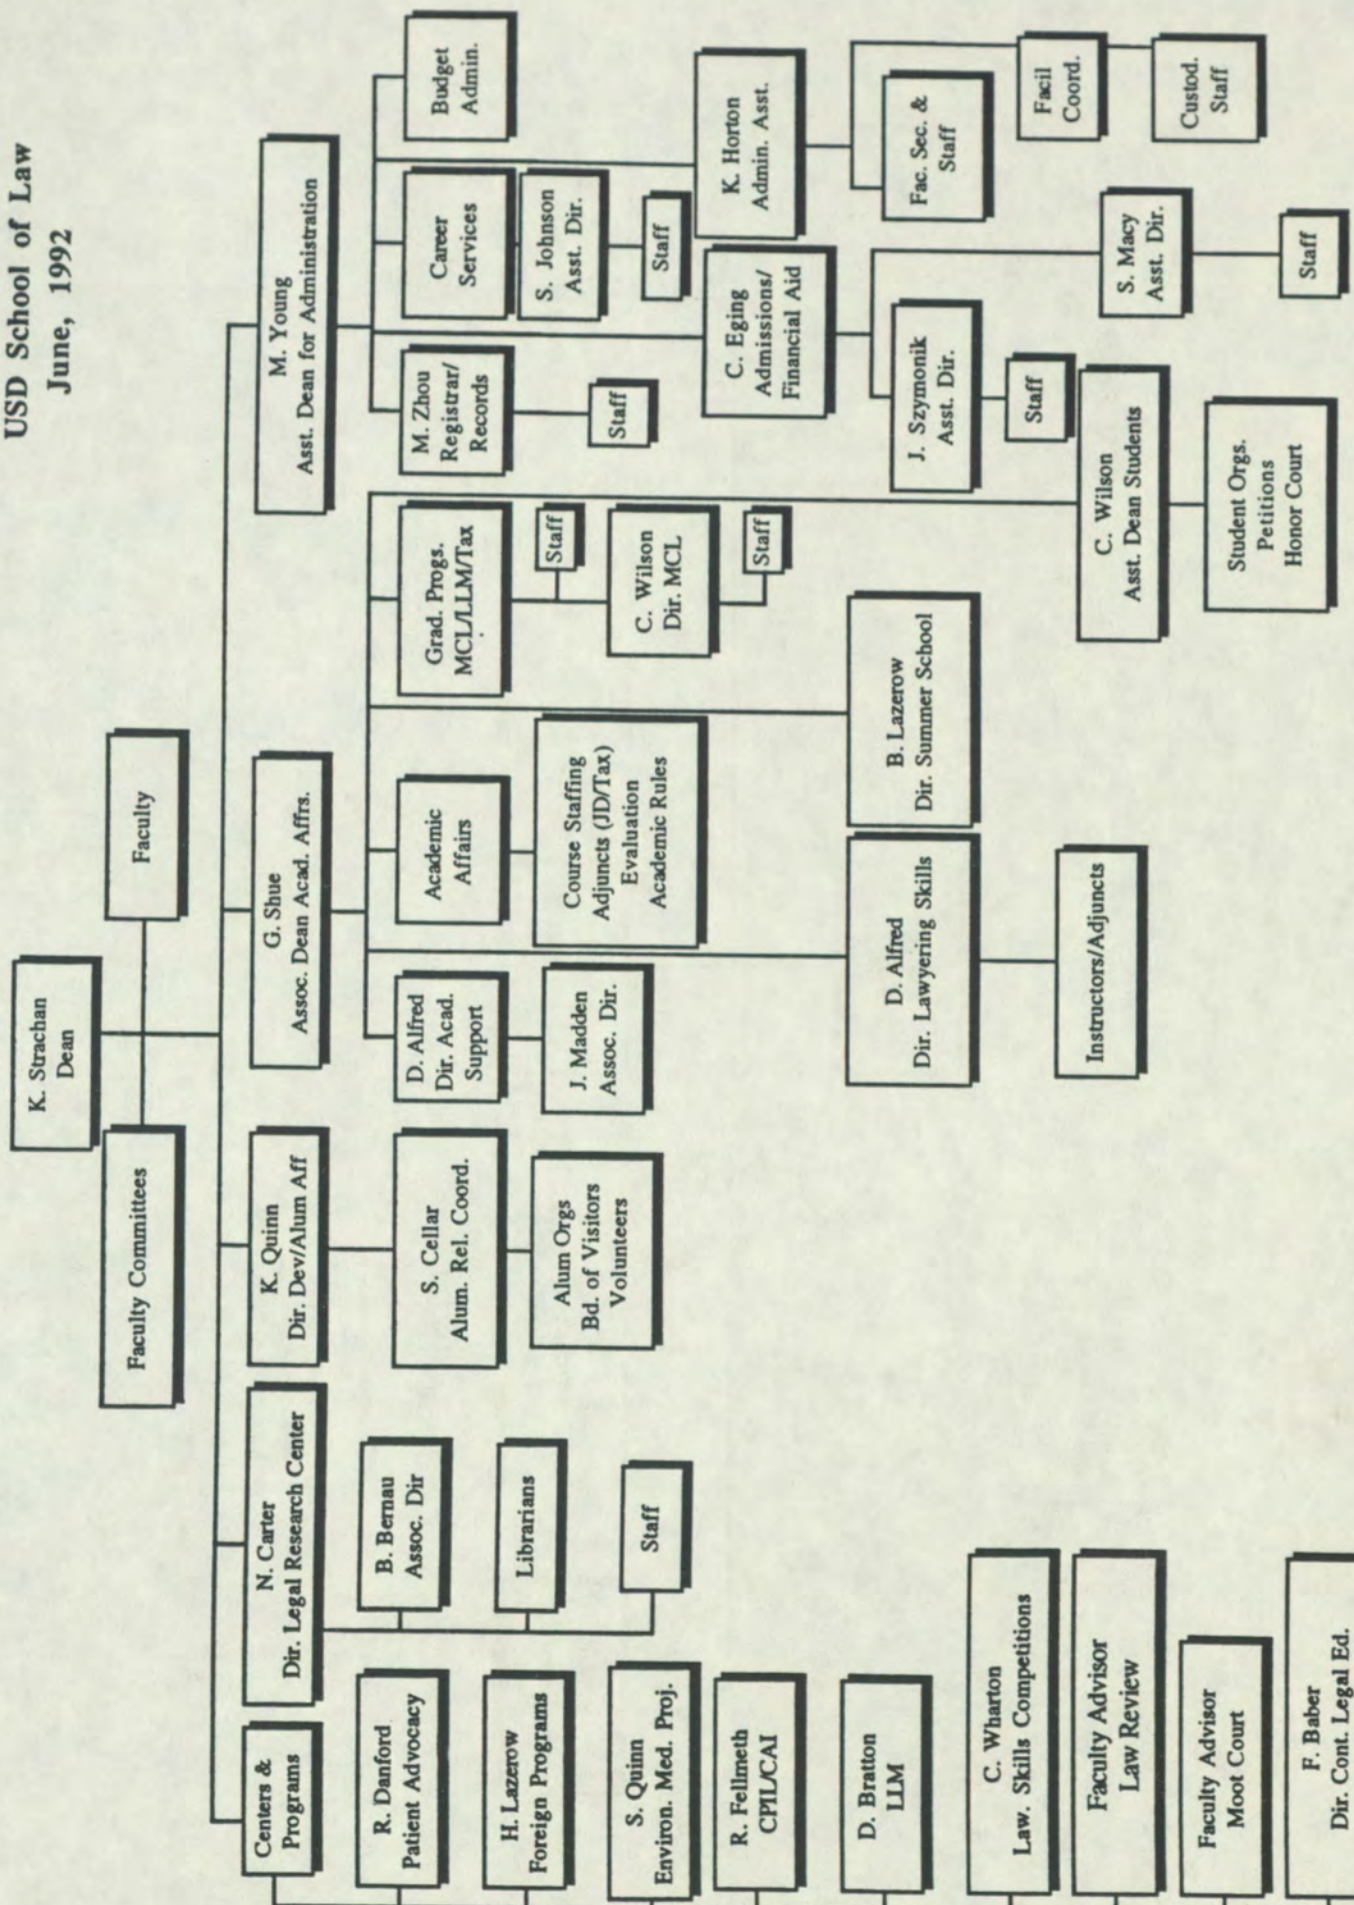 USD School of Law
June, 1992
K. Strachan
Dean
Faculty Committees
Faculty
Centers &
Programs
N. Carter
Dir. Legal Research Center
K. Quinn
Dir. Dev/Alum Aff
G. Shue
Assoc. Dean Acad. Affrs.
M. Young
Asst. Dean for Administration
R. Danford
Patient Advocacy
H. Lazerow
Foreign Programs
S. Quinn
Environ. Med. Proj.
R. Fellmeth
CPIL/CAI
D. Bratton
LLM
C. Wharton
Law. Skills Competitions
Faculty Advisor
Law Review
Faculty Advisor
Moot Court
F. Baber
Dir. Cont. Legal Ed.
B. Bernau
Assoc. Dir
Librarians
Staff
S. Cellar
Alum. Rel. Coord.
Alum Orgs
Bd. of Visitors
Volunteers
D. Alfred
Dir. Acad.
Support
J. Madden
Assoc. Dir.
Academic
Affairs
Course Staffing
Adjuncts (JD/Tax)
Evaluation
Academic Rules
Grad. Progs.
MCL/LLM/Tax
Staff
C. Wilson
Dir. MCL
Staff
D. Alfred
Dir. Lawyering Skills
Instructors/Adjuncts
B. Lazerow
Dir. Summer School
C. Wilson
Asst. Dean Students
Student Orgs.
Petitions
Honor Court
M. Zhou
Registrar/
Records
Staff
Career
Services
S. Johnson
Asst. Dir.
Staff
Budget
Admin.
C. Eging
Admissions/
Financial Aid
J. Szymonik
Asst. Dir.
Staff
S. Macy
Asst. Dir.
Staff
K. Horton
Admin. Asst.
Fac. Sec. &
Staff
Facil
Coord.
Custod.
Staff